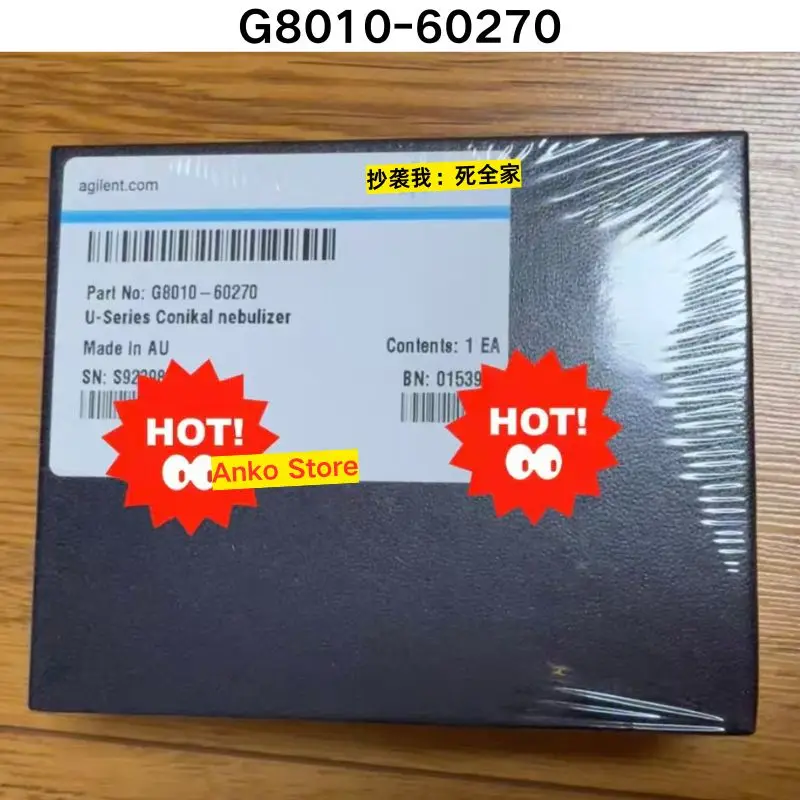 G8010-60270
抄袭我：死全家
agilent.com
Part No: G8010-60270
U-Series Conikal nebulizer
Made In AU
Contents: 1 EA
SN:
BN: 01539
HOT!
HOT!
Anko Store